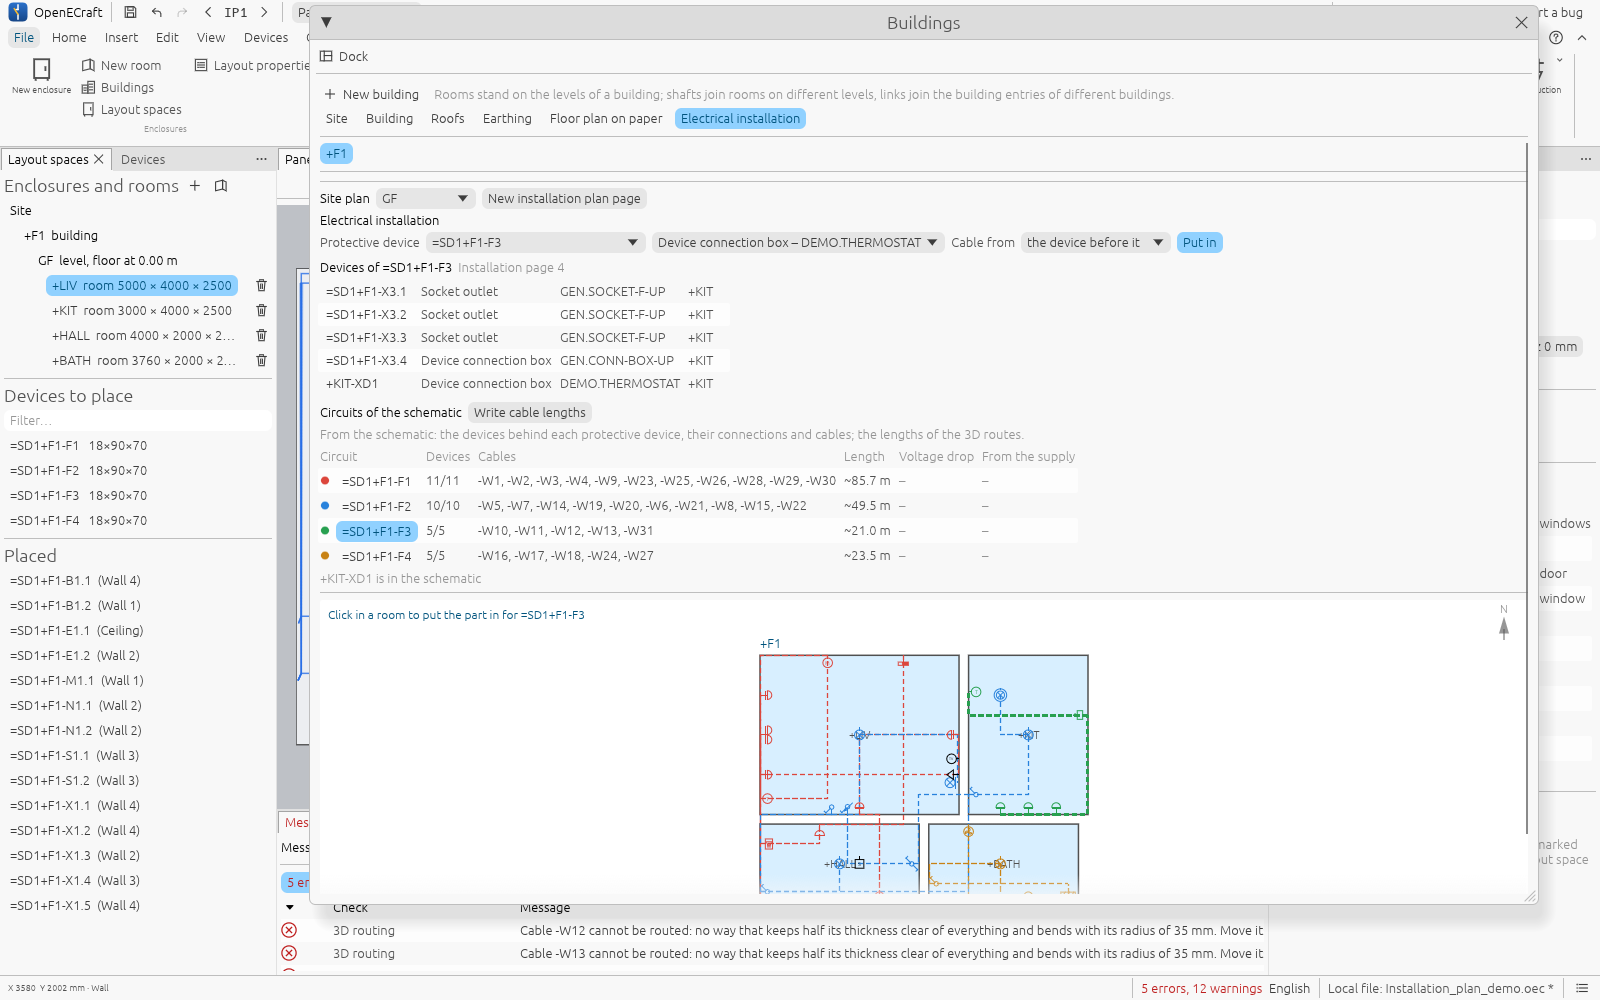 OpenECraft
IP1
Buildings
rt a bug
File Home Insert Edit View Devices
New enclosure
New room
Buildings
Layout spaces
Layout propertie
Enclosures
uction
Dock
New building Rooms stand on the levels of a building; shafts join rooms on different levels, links join the building entries of different buildings.
Site Building Roofs Earthing Floor plan on paper Electrical installation
+F1
Site plan GF New installation plan page
Electrical installation
Protective device =SD1+F1-F3 Device connection box – DEMO.THERMOSTAT Cable from the device before it Put in
Devices of =SD1+F1-F3 Installation page 4
=SD1+F1-X3.1 Socket outlet GEN.SOCKET-F-UP +KIT
=SD1+F1-X3.2 Socket outlet GEN.SOCKET-F-UP +KIT
=SD1+F1-X3.3 Socket outlet GEN.SOCKET-F-UP +KIT
=SD1+F1-X3.4 Device connection box GEN.CONN-BOX-UP +KIT
+KIT-XD1 Device connection box DEMO.THERMOSTAT +KIT
Circuits of the schematic Write cable lengths
From the schematic: the devices behind each protective device, their connections and cables; the lengths of the 3D routes.
Circuit Devices Cables Length Voltage drop From the supply
=SD1+F1-F1 11/11 -W1, -W2, -W3, -W4, -W9, -W23, -W25, -W26, -W28, -W29, -W30 ~85.7 m – –
=SD1+F1-F2 10/10 -W5, -W7, -W14, -W19, -W20, -W6, -W21, -W8, -W15, -W22 ~49.5 m – –
=SD1+F1-F3 5/5 -W10, -W11, -W12, -W13, -W31 ~21.0 m – –
=SD1+F1-F4 5/5 -W16, -W17, -W18, -W24, -W27 ~23.5 m – –
+KIT-XD1 is in the schematic
Click in a room to put the part in for =SD1+F1-F3
N
+F1
Layout spaces Devices
Enclosures and rooms
Site
+F1 building
GF level, floor at 0.00 m
+LIV room 5000 × 4000 × 2500
+KIT room 3000 × 4000 × 2500
+HALL room 4000 × 2000 × 2...
+BATH room 3760 × 2000 × 2...
Devices to place
Filter...
=SD1+F1-F1 18×90×70
=SD1+F1-F2 18×90×70
=SD1+F1-F3 18×90×70
=SD1+F1-F4 18×90×70
Placed
=SD1+F1-B1.1 (Wall 4)
=SD1+F1-B1.2 (Wall 1)
=SD1+F1-E1.1 (Ceiling)
=SD1+F1-E1.2 (Wall 2)
=SD1+F1-M1.1 (Wall 1)
=SD1+F1-N1.1 (Wall 2)
=SD1+F1-N1.2 (Wall 2)
=SD1+F1-S1.1 (Wall 3)
=SD1+F1-S1.2 (Wall 3)
=SD1+F1-X1.1 (Wall 4)
=SD1+F1-X1.2 (Wall 4)
=SD1+F1-X1.3 (Wall 2)
=SD1+F1-X1.4 (Wall 3)
=SD1+F1-X1.5 (Wall 4)
Pane
0 mm
windows
door
window
marked
out space
Mes
Mess
5 er
Check Message
3D routing Cable -W12 cannot be routed: no way that keeps half its thickness clear of everything and bends with its radius of 35 mm. Move it
3D routing Cable -W13 cannot be routed: no way that keeps half its thickness clear of everything and bends with its radius of 35 mm. Move it
X 3580 Y 2002 mm · Wall
5 errors, 12 warnings English Local file: Installation_plan_demo.oec *